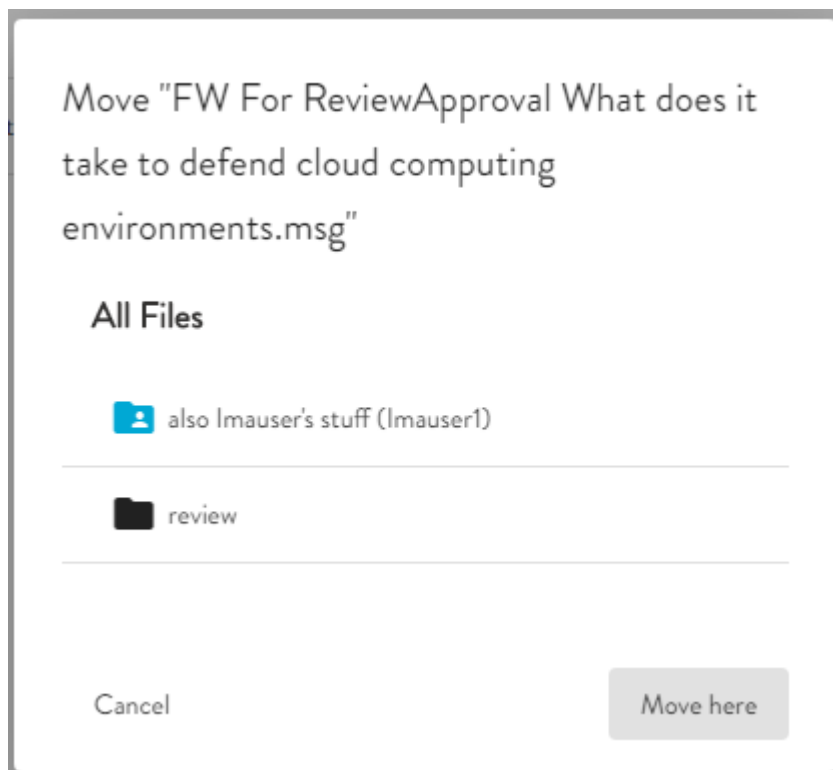 Move "FW For ReviewApproval What does it
take to defend cloud computing
environments.msg"
All Files
also Imauser's stuff (Imauser1)
review
Cancel
Move here